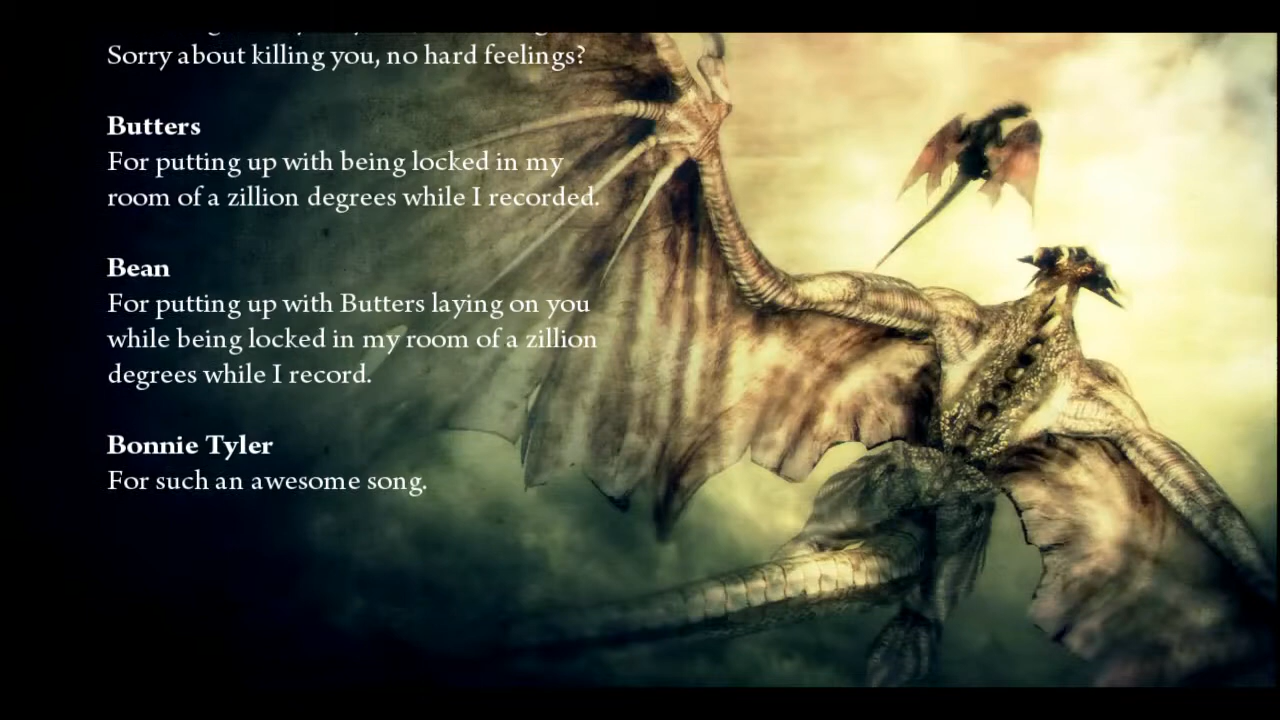 Sorry about killing you, no hard feelings?
Butters
For putting up with being locked in my
room of a zillion degrees while I recorded.
Bean
For putting up with Butters laying on you
while being locked in my room of a zillion
degrees while I record.
Bonnie Tyler
For such an awesome song.